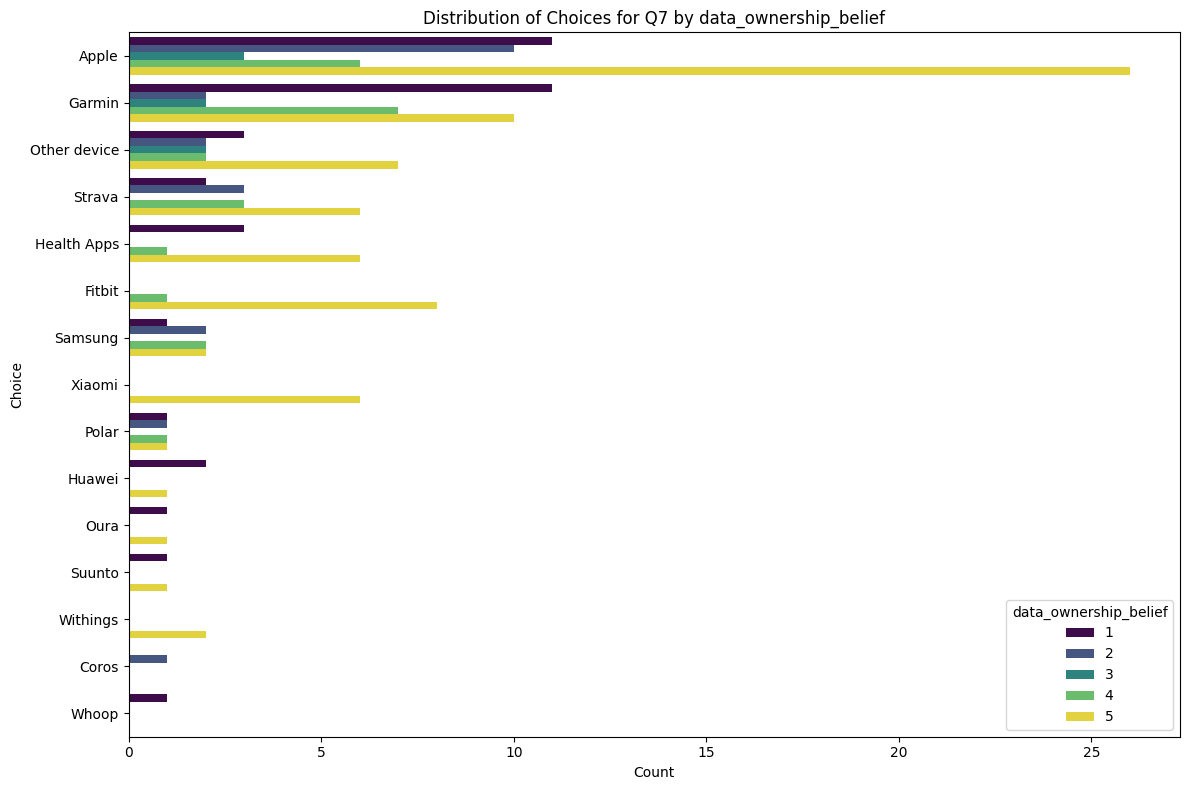 Distribution of Choices for Q7 by data_ownership_belief
Choice
Apple
Garmin
Other device
Strava
Health Apps
Fitbit
Samsung
Xiaomi
Polar
Huawei
Oura
Suunto
Withings
Coros
Whoop
data_ownership_belief
1
2
3
4
5
0 5 10 15 20 25
Count